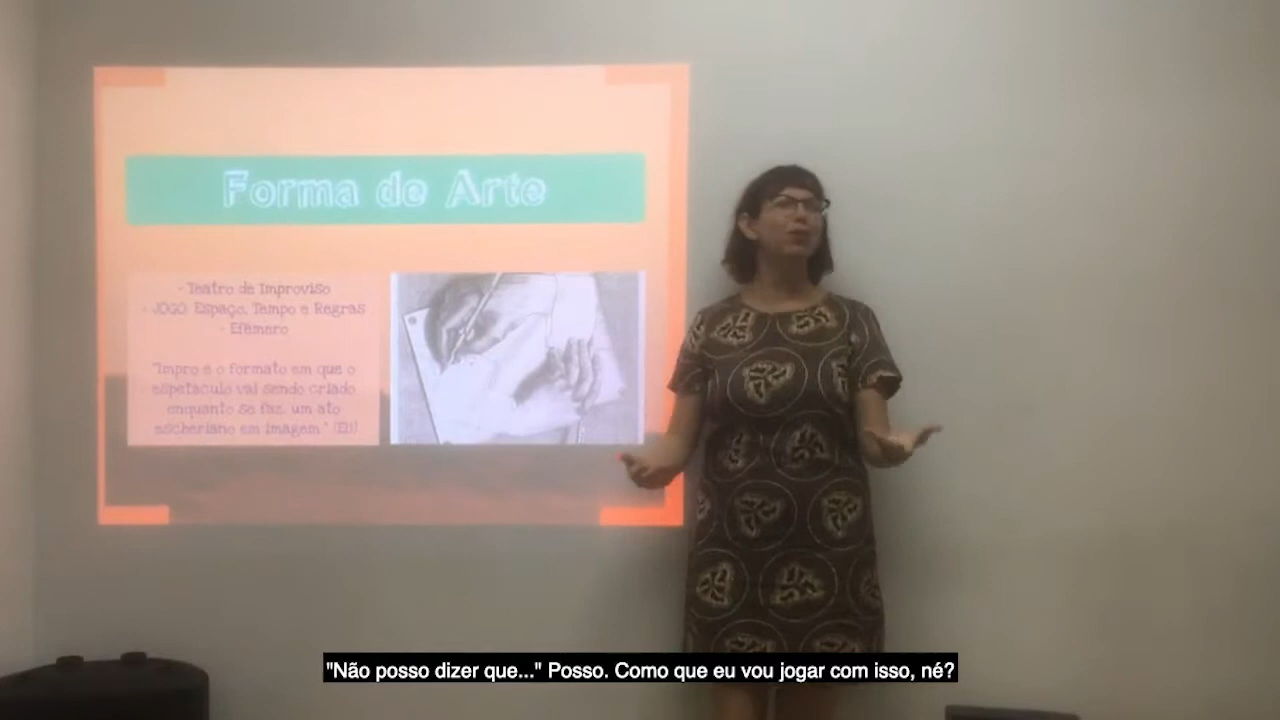 Forma de Arte
- Teatro de Improviso
- JOGO: Espaço, Tempo e Regras
- Efêmero
"Impro é o formato em que o
espetáculo vai sendo criado
enquanto se faz, um ato
escheriano em imagem." (Eli)
"Não posso dizer que..." Posso. Como que eu vou jogar com isso, né?